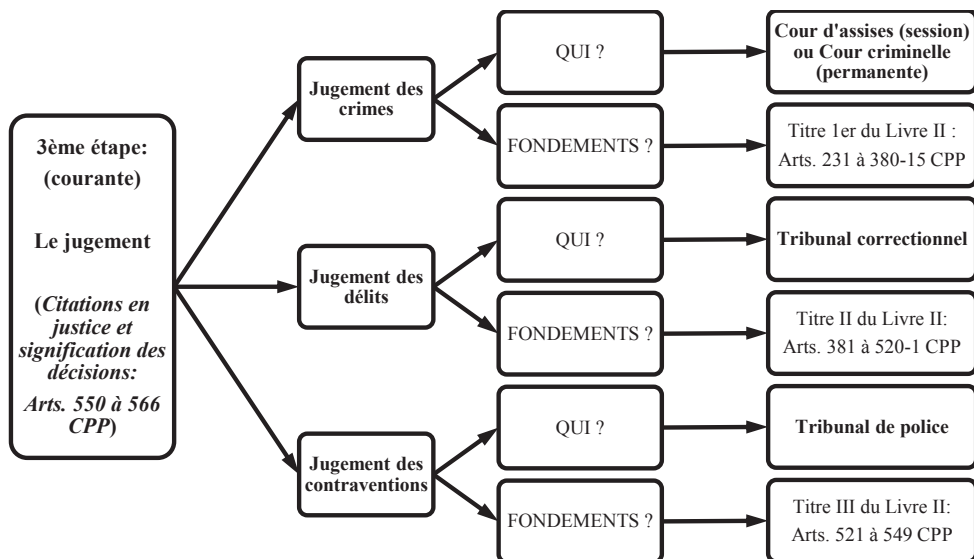 3ème étape:
(courante)
Le jugement
(Citations en
justice et
signification des
décisions:
Arts. 550 à 566
CPP)
Jugement des
crimes
QUI ?
Cour d'assises (session)
ou Cour criminelle
(permanente)
FONDEMENTS ?
Titre 1er du Livre II :
Arts. 231 à 380-15 CPP
Jugement des
délits
QUI ?
Tribunal correctionnel
FONDEMENTS ?
Titre II du Livre II:
Arts. 381 à 520-1 CPP
Jugement des
contraventions
QUI ?
Tribunal de police
FONDEMENTS ?
Titre III du Livre II:
Arts. 521 à 549 CPP